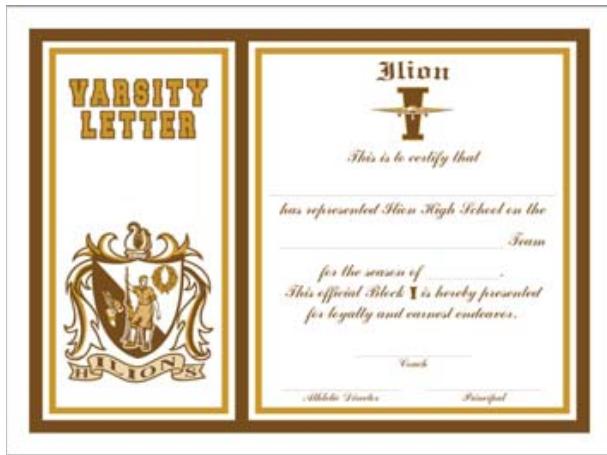 VARSITY
LETTER
H ILION S
Ilion
I
This is to certify that
has represented Ilion High School on the
Team
for the season of
This official Block I is hereby presented
for loyalty and earnest endeavor.
Coach
Athletic Director
Principal